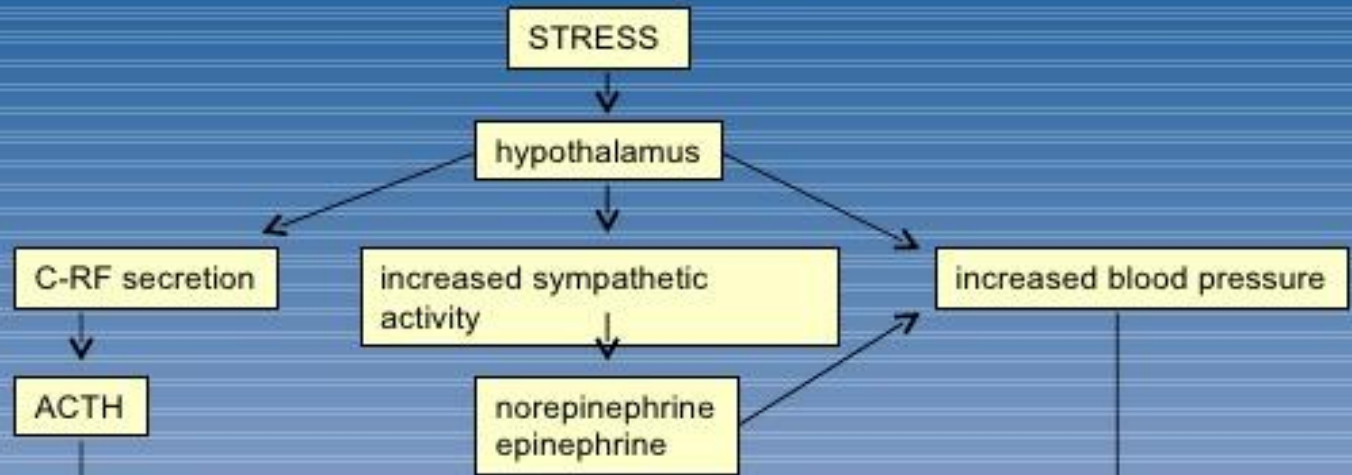 STRESS
hypothalamus
C-RF secretion
increased sympathetic
activity
increased blood pressure
ACTH
norepinephrine
epinephrine